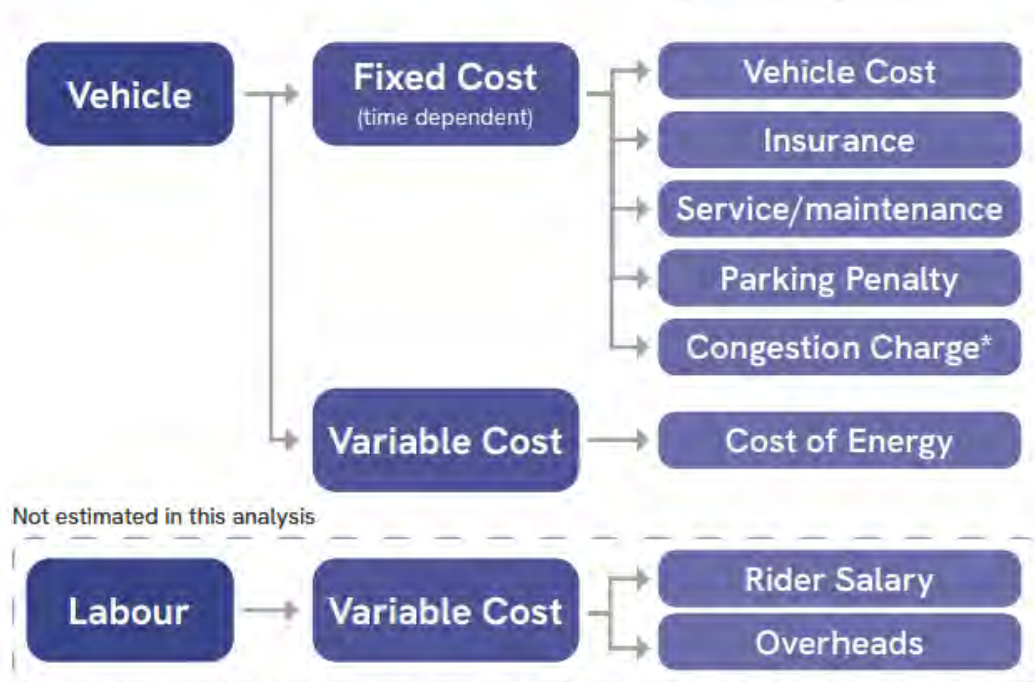 Vehicle
Fixed Cost
(time dependent)
Vehicle Cost
Insurance
Service/maintenance
Parking Penalty
Congestion Charge*
Variable Cost
Cost of Energy
Not estimated in this analysis
Labour
Variable Cost
Rider Salary
Overheads